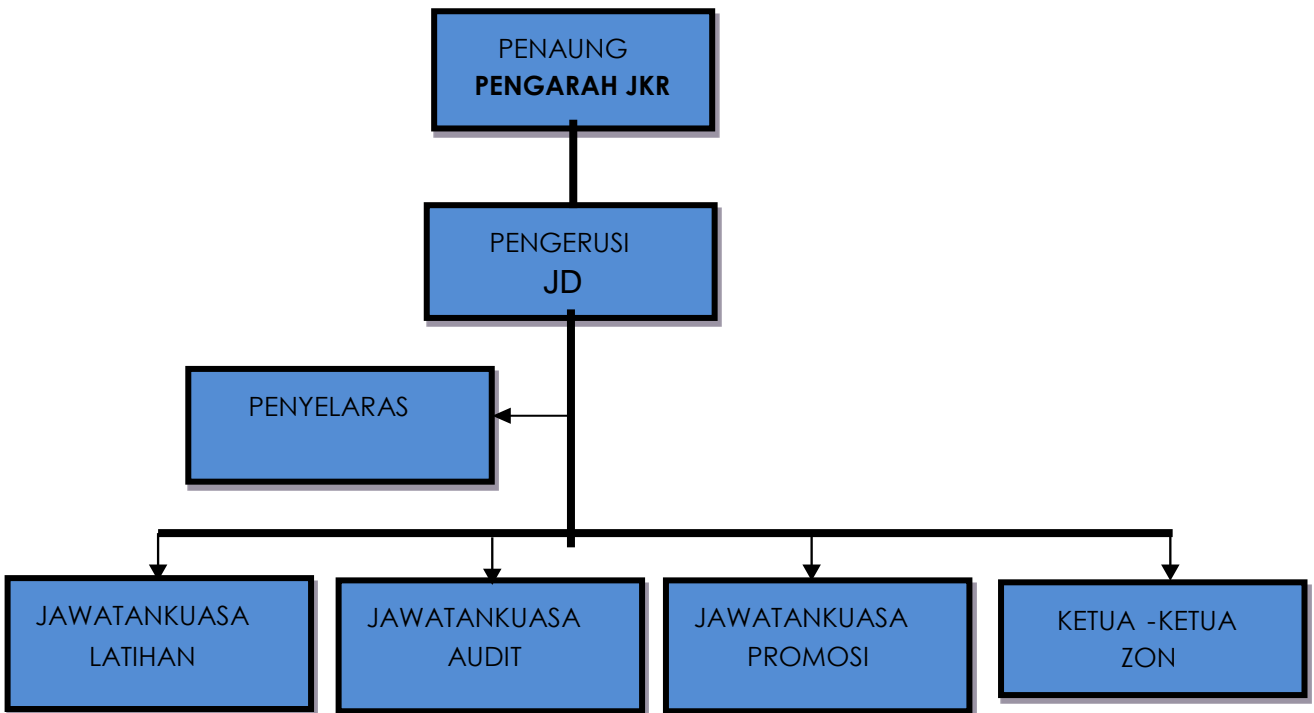 PENAUNG
PENGARAH JKR
PENGERUSI
JD
PENYELARAS
JAWATANKUASA
LATIHAN
JAWATANKUASA
AUDIT
JAWATANKUASA
PROMOSI
KETUA -KETUA
ZON